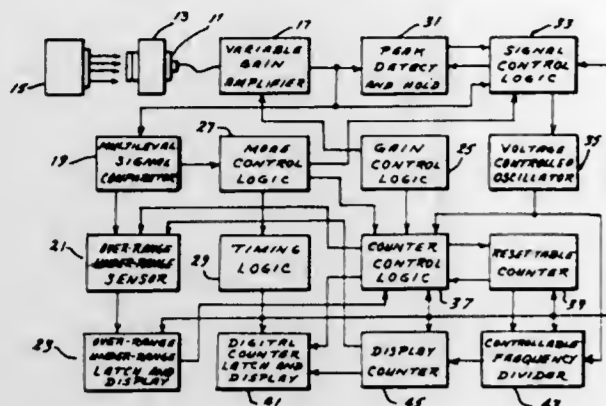 13
11
17
31
33
15
VARIABLE
GAIN
AMPLIFIER
PEAK
DETECT
AND HOLD
SIGNAL
CONTROL
LOGIC
27
19
MULTILEVEL
SIGNAL
COMPARATOR
MORE
CONTROL
LOGIC
GAIN
CONTROL
LOGIC
25
VOLTAGE
CONTROLLED
OSCILLATOR
35
21
OVER-RANGE
UNDER-RANGE
SENSOR
29
TIMING
LOGIC
COUNTER
CONTROL
LOGIC
37
RESETTABLE
COUNTER
39
23
OVER-RANGE
UNDER-RANGE
LATCH AND
DISPLAY
DIGITAL
COUNTER
LATCH AND
DISPLAY
41
DISPLAY
COUNTER
45
CONTROLLABLE
FREQUENCY
DIVIDER
43